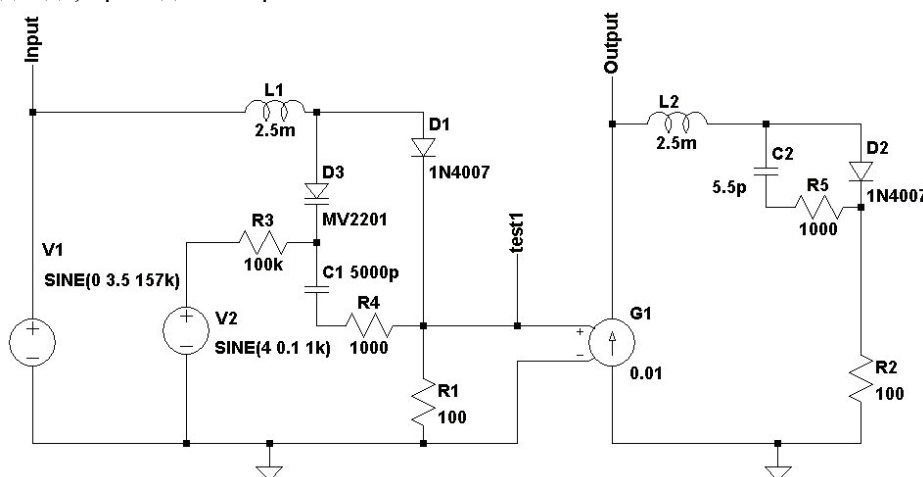 Input
Output
L1
2.5m
D1
1N4007
D3
MV2201
R3
100k
V1
SINE(0 3.5 157k)
V2
SINE(4 0.1 1k)
C1 5000p
R4
1000
R1
100
test1
G1
0.01
L2
2.5m
C2
5.5p
R5
1000
D2
1N4007
R2
100